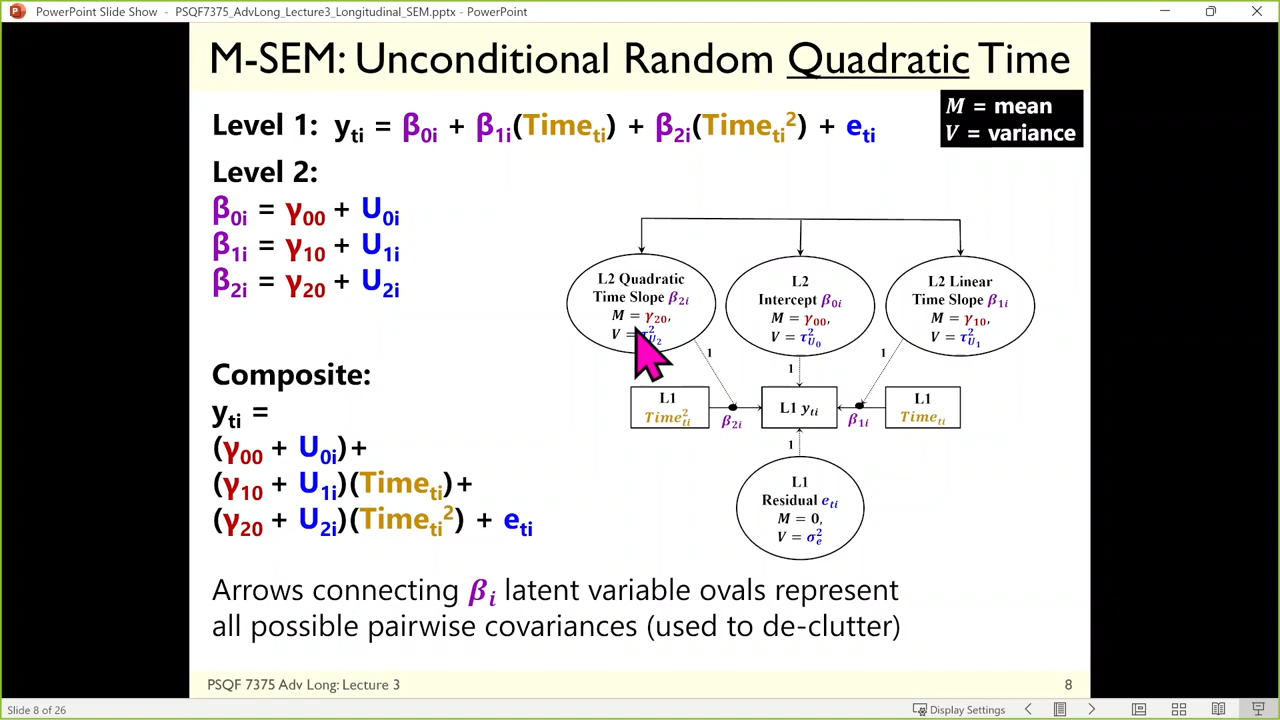 PowerPoint Slide Show - PSQF7375_AdvLong_Lecture3_Longitudinal_SEM.pptx - PowerPoint
M-SEM: Unconditional Random Quadratic Time
M = mean
V = variance
Level 1: yti = β0i + β1i(Timeti) + β2i(Timeti²) + eti
Level 2:
β0i = γ00 + U0i
β1i = γ10 + U1i
β2i = γ20 + U2i
L2 Quadratic
Time Slope β2i
M = γ20,
V = τ²U2
L2
Intercept β0i
M = γ00,
V = τ²U0
L2 Linear
Time Slope β1i
M = γ10,
V = τ²U1
1
1
1
L1
Time²ti
β2i
L1 yti
β1i
L1
Timeti
1
L1
Residual eti
M = 0,
V = σ²e
Composite:
yti =
(γ00 + U0i)+
(γ10 + U1i)(Timeti)+
(γ20 + U2i)(Timeti²) + eti
Arrows connecting βi latent variable ovals represent
all possible pairwise covariances (used to de-clutter)
PSQF 7375 Adv Long: Lecture 3
8
Slide 8 of 26
Display Settings